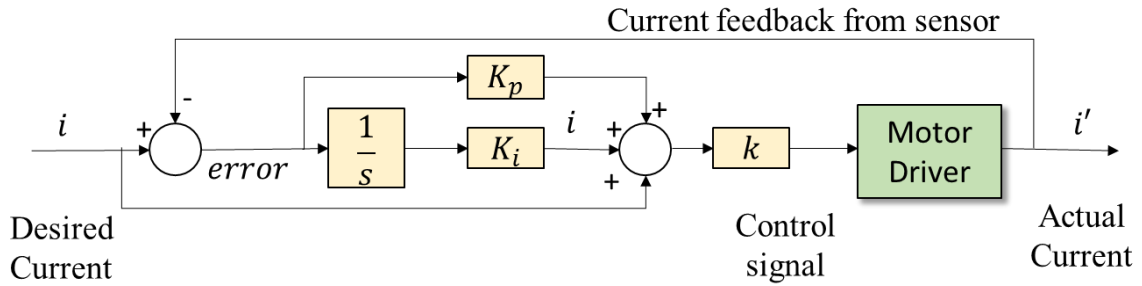 Current feedback from sensor
-
K_p
+
i
+
1/s
K_i
i
+
k
Motor
Driver
i'
error
+
Desired
Current
Control
signal
Actual
Current